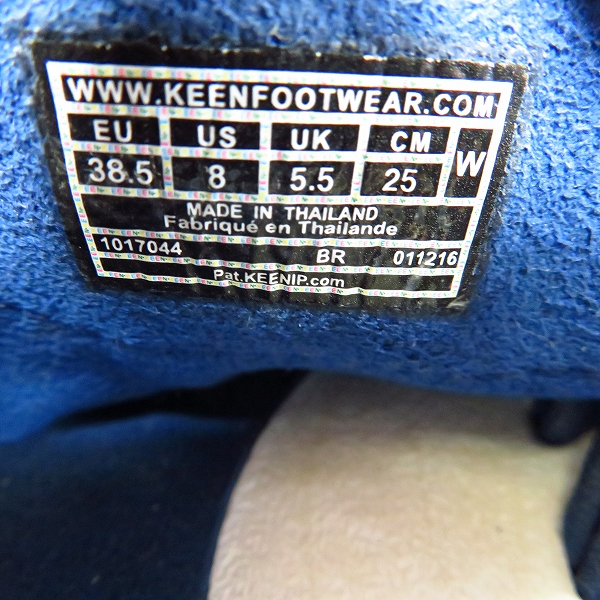 WWW.KEENFOOTWEAR.COM
EU US UK CM W
38.5 8 5.5 25
MADE IN THAILAND
Fabriqué en Thailande
1017044 BR 011216
Pat.KEENIP.com